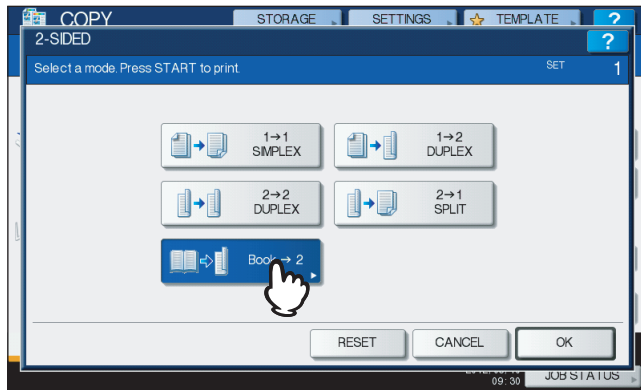 COPY STORAGE SETTINGS TEMPLATE ?
2-SIDED ?
Select a mode. Press START to print. SET 1
1→1
SIMPLEX
1→2
DUPLEX
2→2
DUPLEX
2→1
SPLIT
Book → 2
RESET CANCEL OK
09:30 JOB STATUS